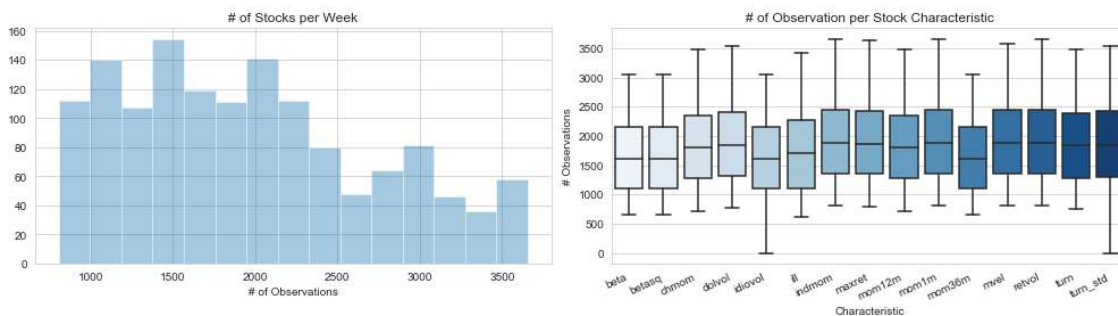 # of Stocks per Week
160
140
120
100
80
60
40
20
0
1000 1500 2000 2500 3000 3500
# of Observations
# of Observation per Stock Characteristic
3500
3000
2500
2000
1500
1000
500
0
# Observations
beta betasq chmom dolvol idiovol ill indmom maxret mom12m mom1m mom36m mvel retvol turn turn_std
Characteristic